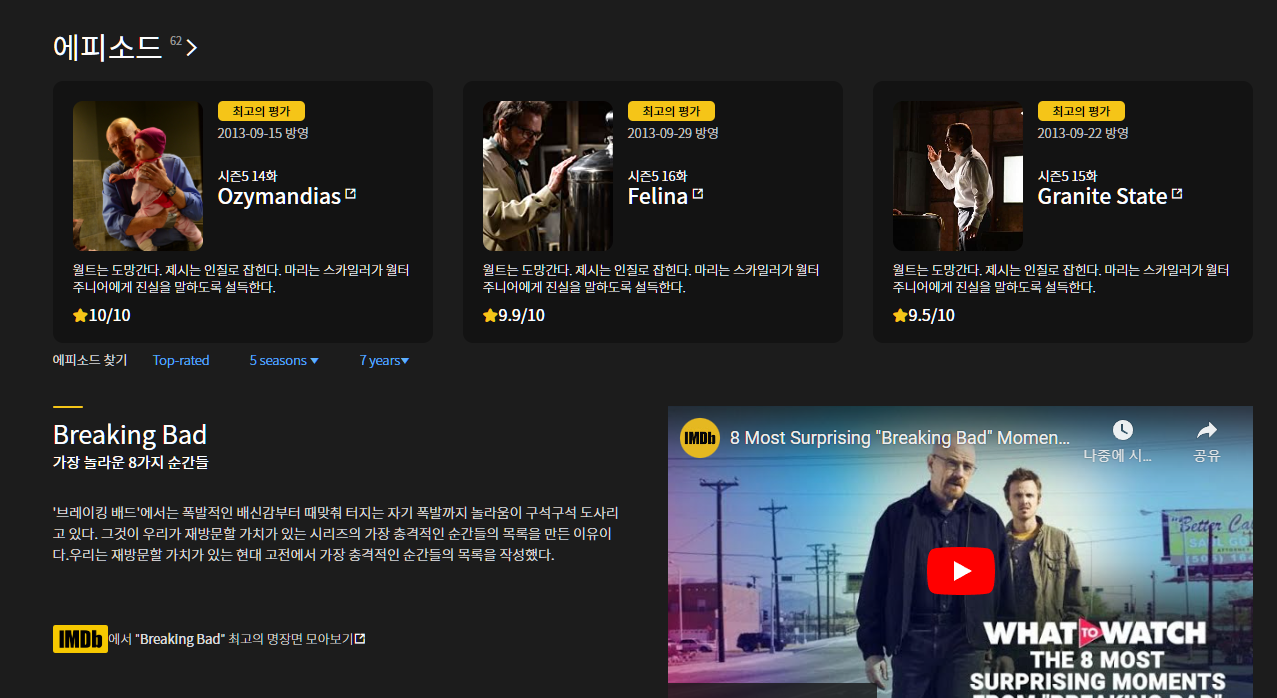 에피소드 62
최고의 평가
2013-09-15 방영
시즌5 14화
Ozymandias
월트는 도망간다. 제시는 인질로 잡힌다. 마리는 스카일러가 월터
주니어에게 진실을 말하도록 설득한다.
10/10
최고의 평가
2013-09-29 방영
시즌5 16화
Felina
월트는 도망간다. 제시는 인질로 잡힌다. 마리는 스카일러가 월터
주니어에게 진실을 말하도록 설득한다.
9.9/10
최고의 평가
2013-09-22 방영
시즌5 15화
Granite State
월트는 도망간다. 제시는 인질로 잡힌다. 마리는 스카일러가 월터
주니어에게 진실을 말하도록 설득한다.
9.5/10
에피소드 찾기 Top-rated 5 seasons 7 years
Breaking Bad
가장 놀라운 8가지 순간들
'브레이킹 배드'에서는 폭발적인 배신감부터 때맞춰 터지는 자기 폭발까지 놀라움이 구석구석 도사리
고 있다. 그것이 우리가 재방문할 가치가 있는 시리즈의 가장 충격적인 순간들의 목록을 만든 이유이
다.우리는 재방문할 가치가 있는 현대 고전에서 가장 충격적인 순간들의 목록을 작성했다.
IMDb에서 "Breaking Bad" 최고의 명장면 모아보기
IMDb 8 Most Surprising "Breaking Bad" Momen...
나중에 시... 공유
Better Ca
SAUL GO
ATTORNEY
WHAT TO WATCH
THE 8 MOST
SURPRISING MOMENTS
FROM "BREAKING BAD"